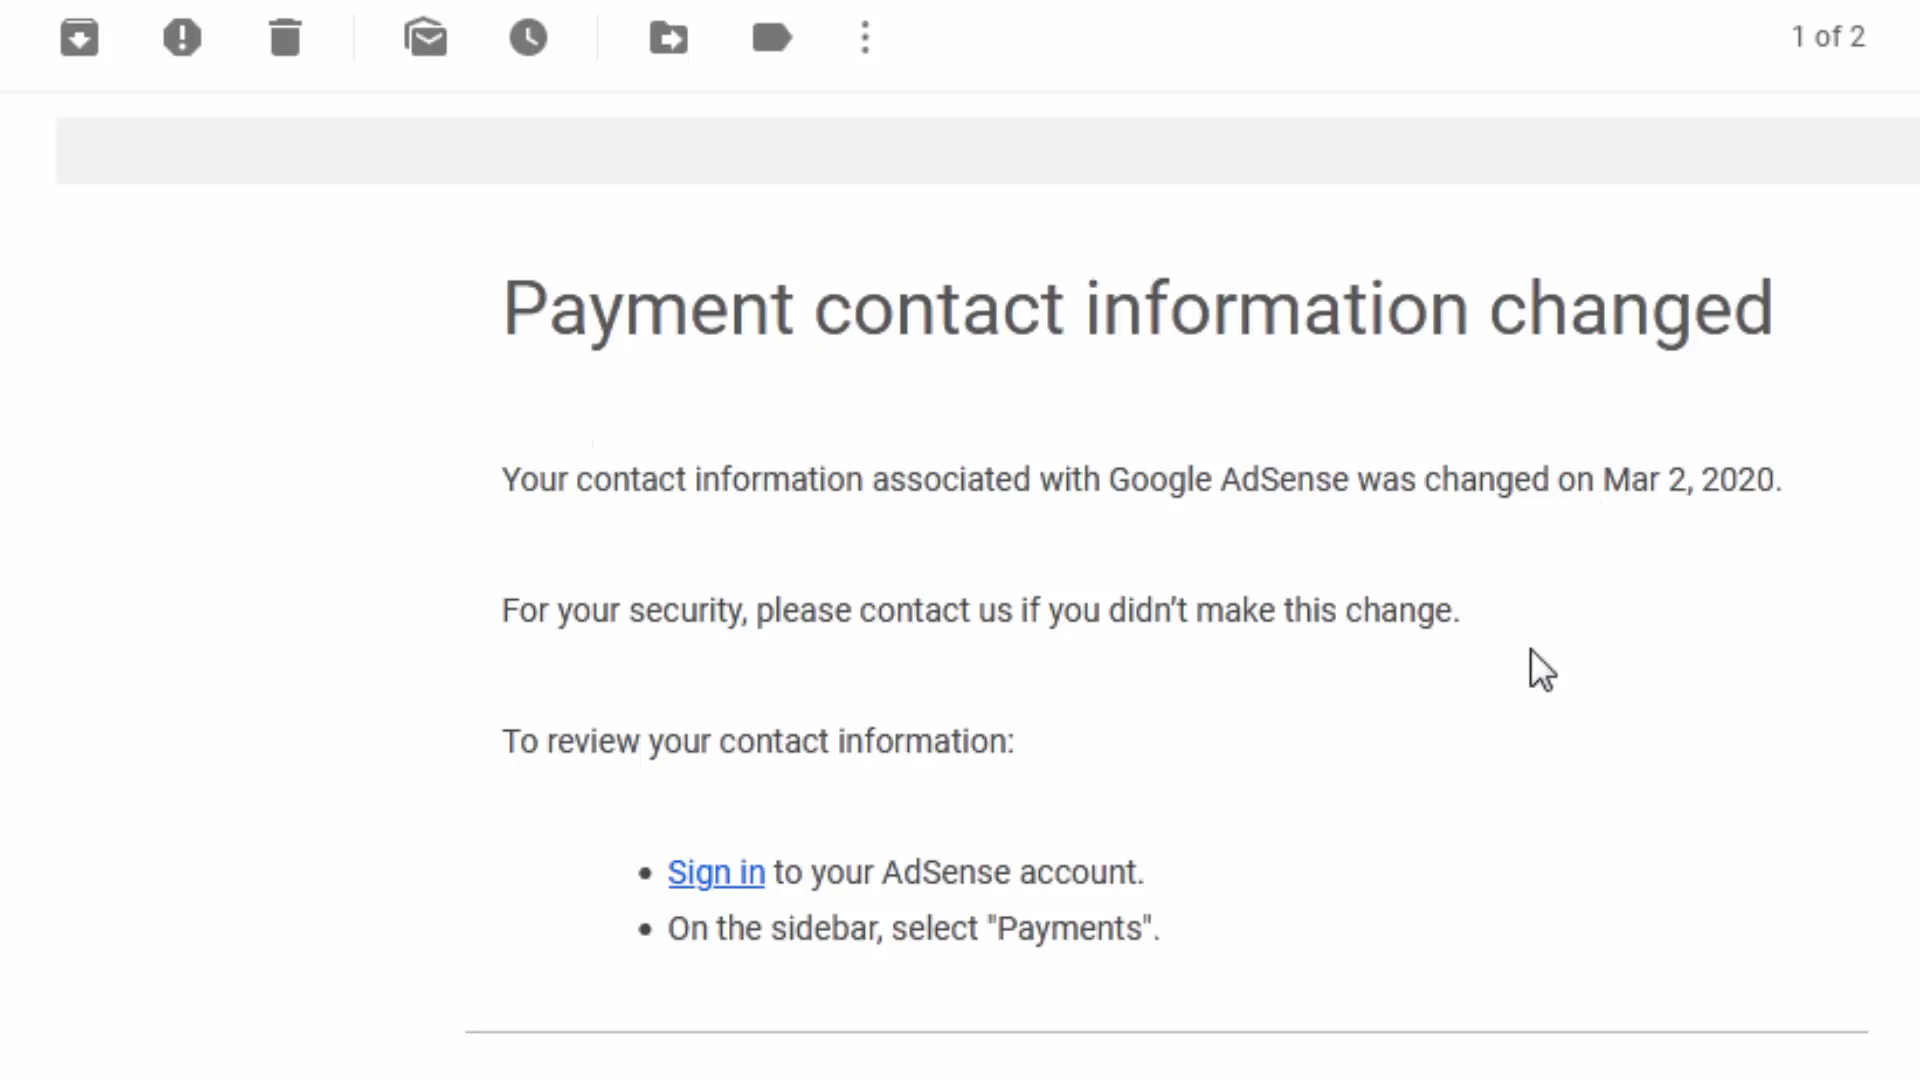 1 of 2
Payment contact information changed
Your contact information associated with Google AdSense was changed on Mar 2, 2020.
For your security, please contact us if you didn’t make this change.
To review your contact information:
• Sign in to your AdSense account.
• On the sidebar, select "Payments".